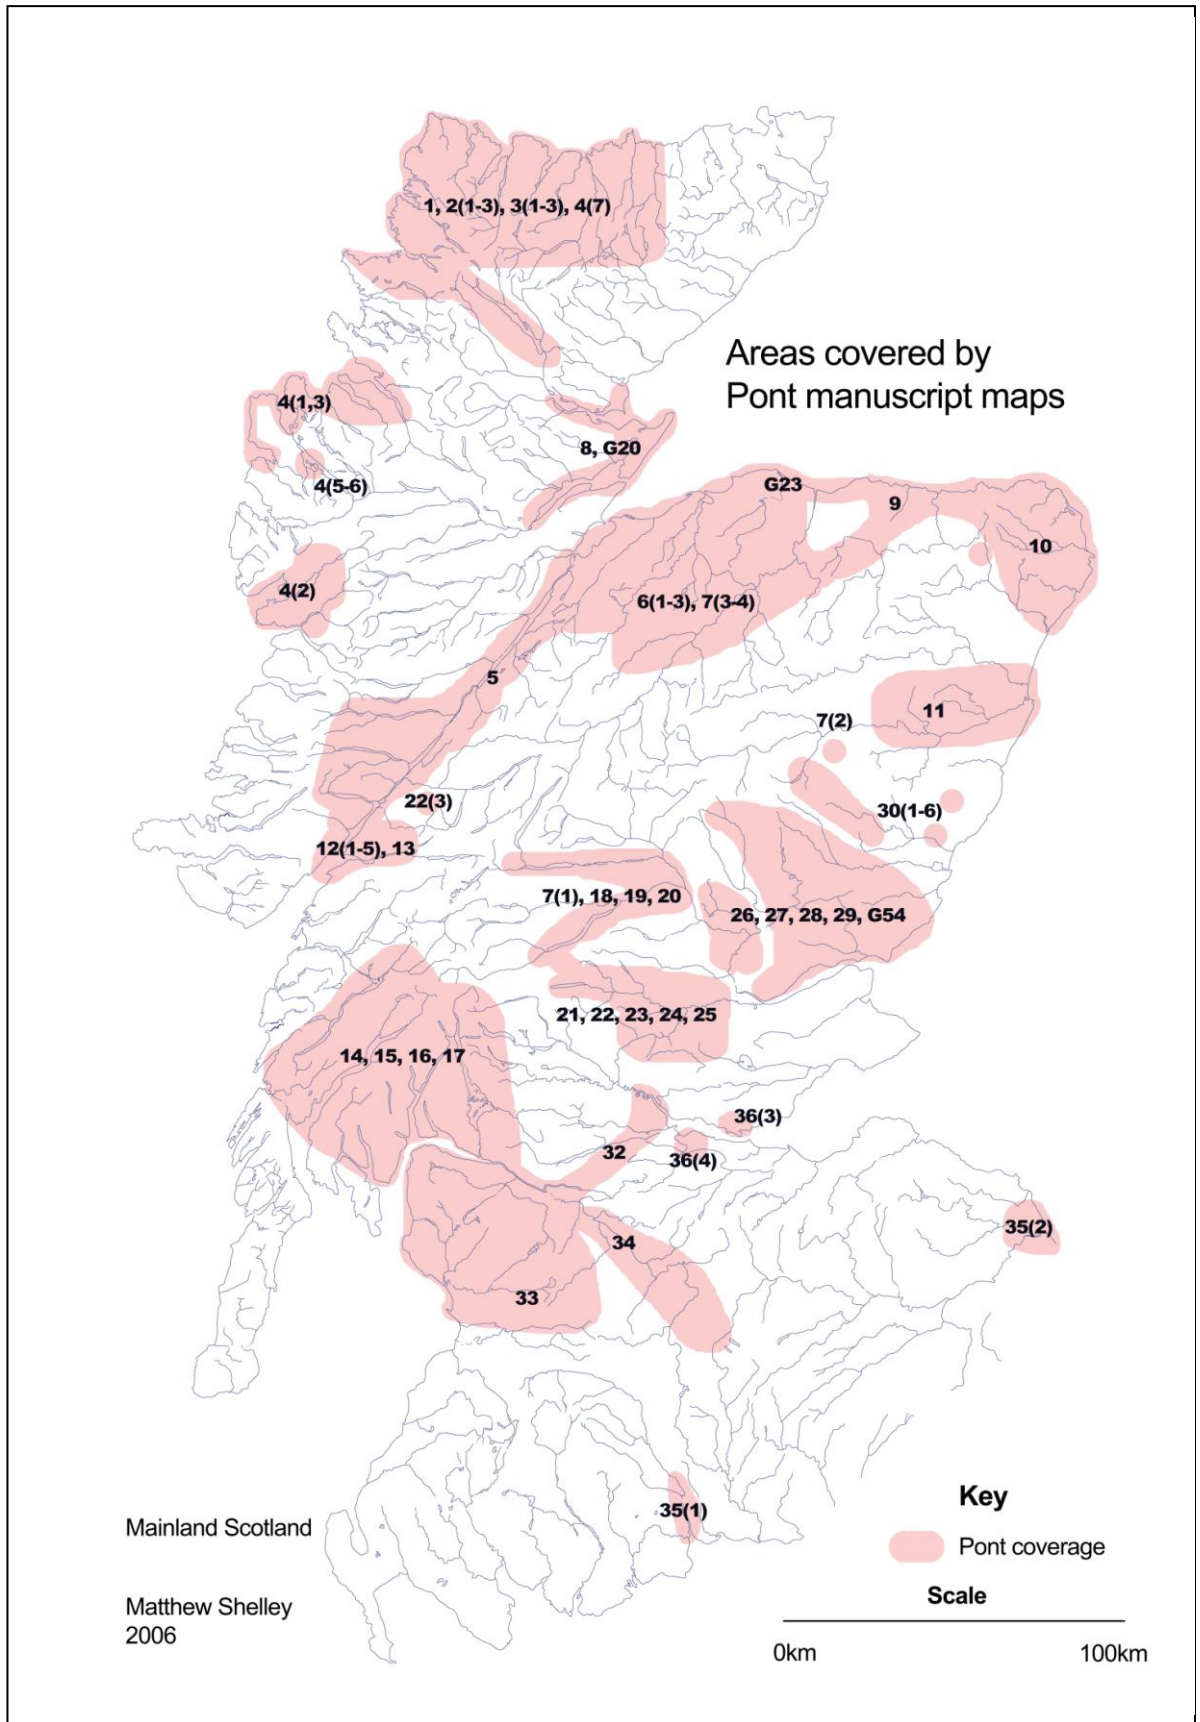 1, 2(1-3), 3(1-3), 4(7)
Areas covered by
Pont manuscript maps
4(1,3)
8, G20
4(5-6)
G23
9
10
4(2)
6(1-3), 7(3-4)
5
11
7(2)
22(3)
30(1-6)
12(1-5), 13
7(1), 18, 19, 20
26, 27, 28, 29, G54
21, 22, 23, 24, 25
14, 15, 16, 17
36(3)
32
36(4)
35(2)
34
33
Key
35(1)
Mainland Scotland
Pont coverage
Scale
Matthew Shelley
2006
0km
100km